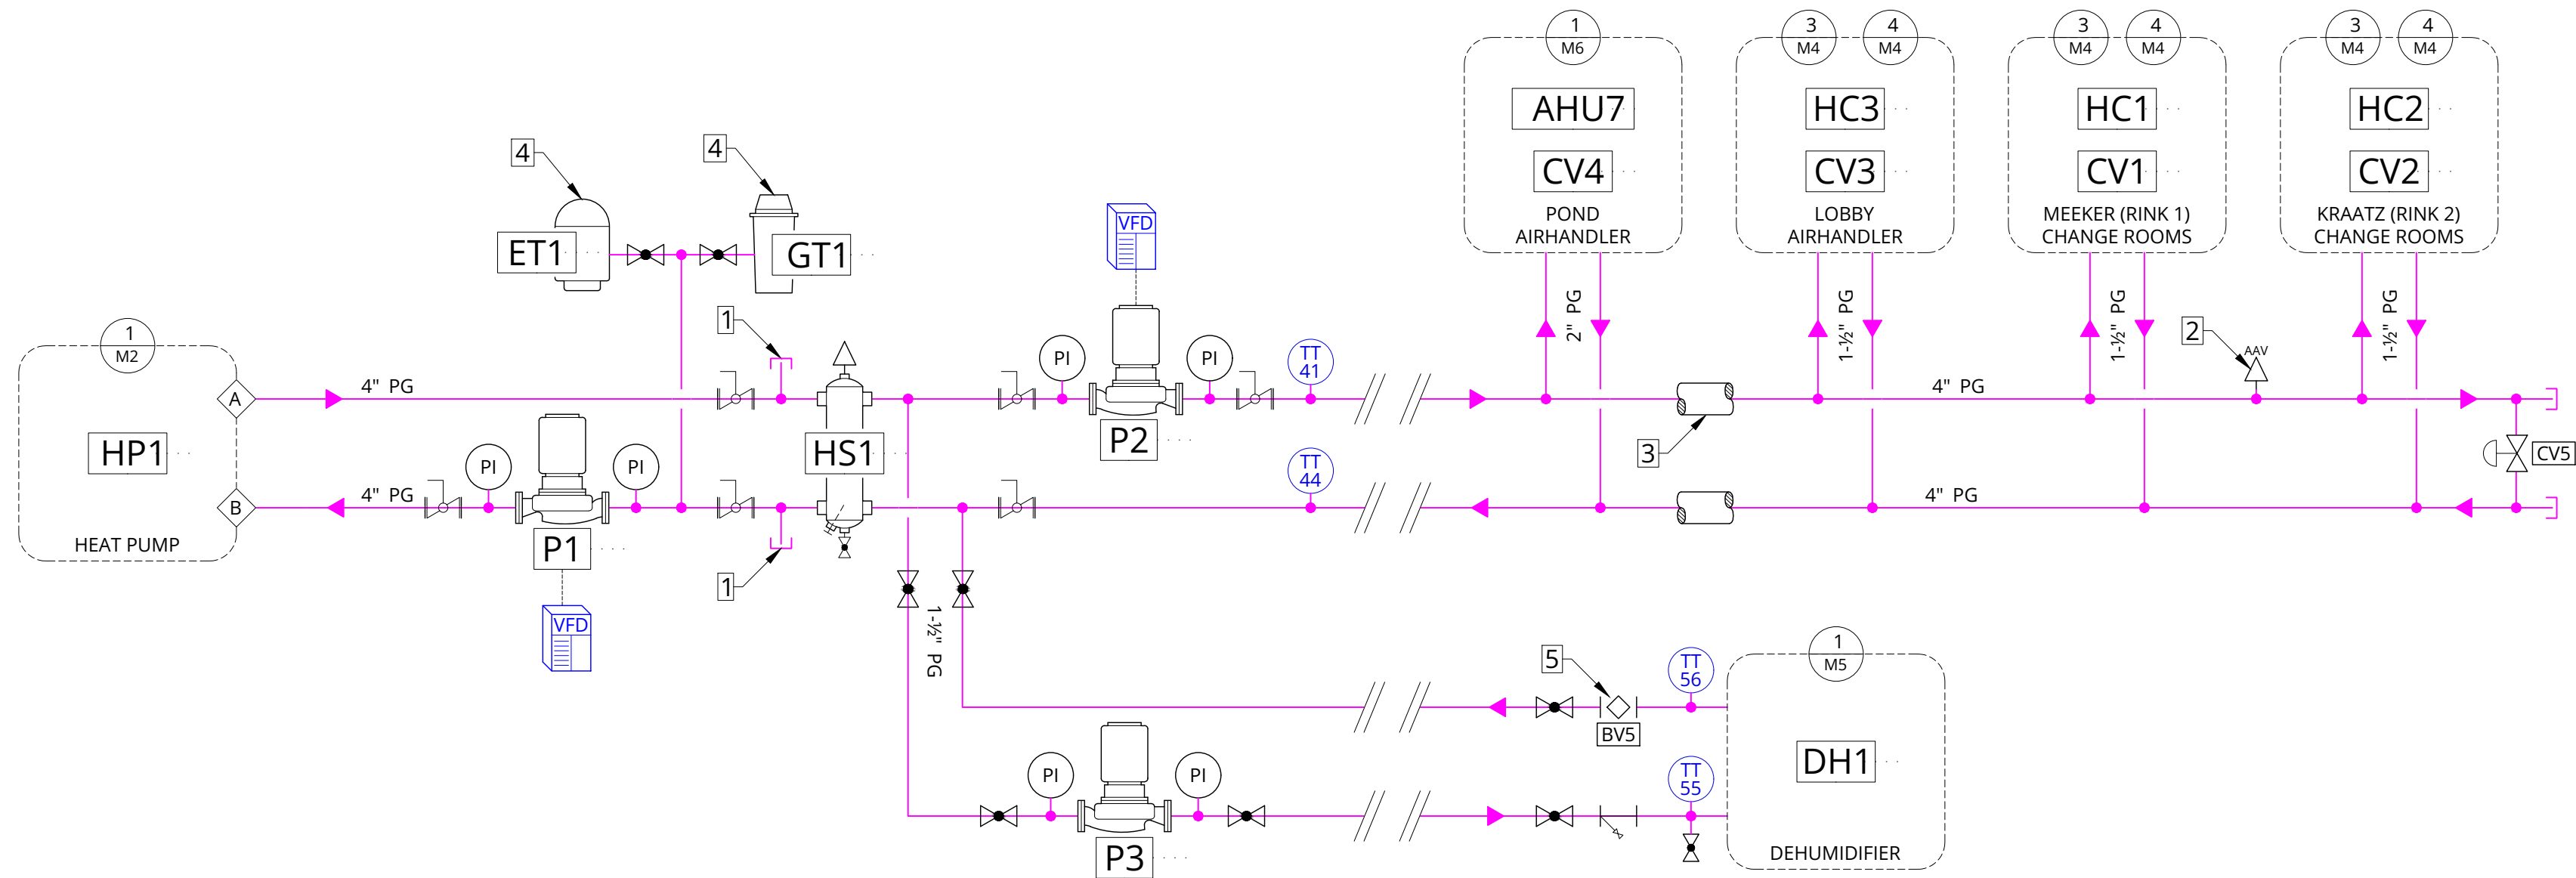 1
M6
3
M4
4
M4
3
M4
4
M4
3
M4
4
M4
AHU7
HC3
HC1
HC2
CV4
CV3
CV1
CV2
POND
AIRHANDLER
LOBBY
AIRHANDLER
MEEKER (RINK 1)
CHANGE ROOMS
KRAATZ (RINK 2)
CHANGE ROOMS
4
4
ET1
GT1
VFD
1
2" PG
1-½" PG
1-½" PG
1-½" PG
2
AAV
1
M2
PI
PI
TT
41
4" PG
4" PG
A
HP1
HS1
P2
3
CV5
PI
PI
TT
44
4" PG
4" PG
B
HEAT PUMP
P1
1
VFD
1-½" PG
5
TT
56
1
M5
BV5
PI
PI
TT
55
DH1
P3
DEHUMIDIFIER